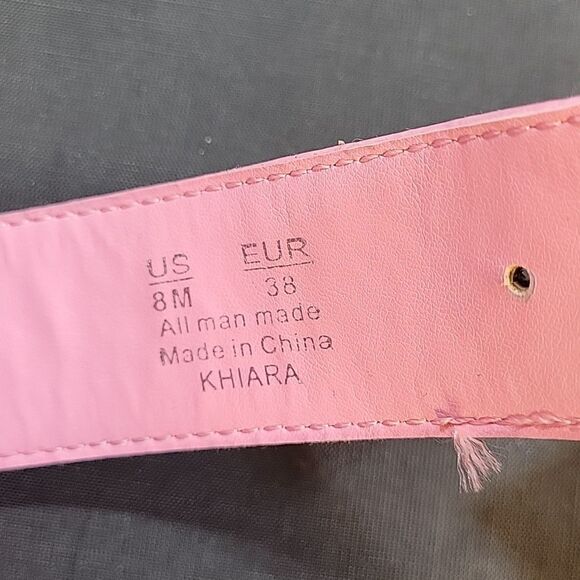 US EUR
8M 38
All man made
Made in China
KHIARA